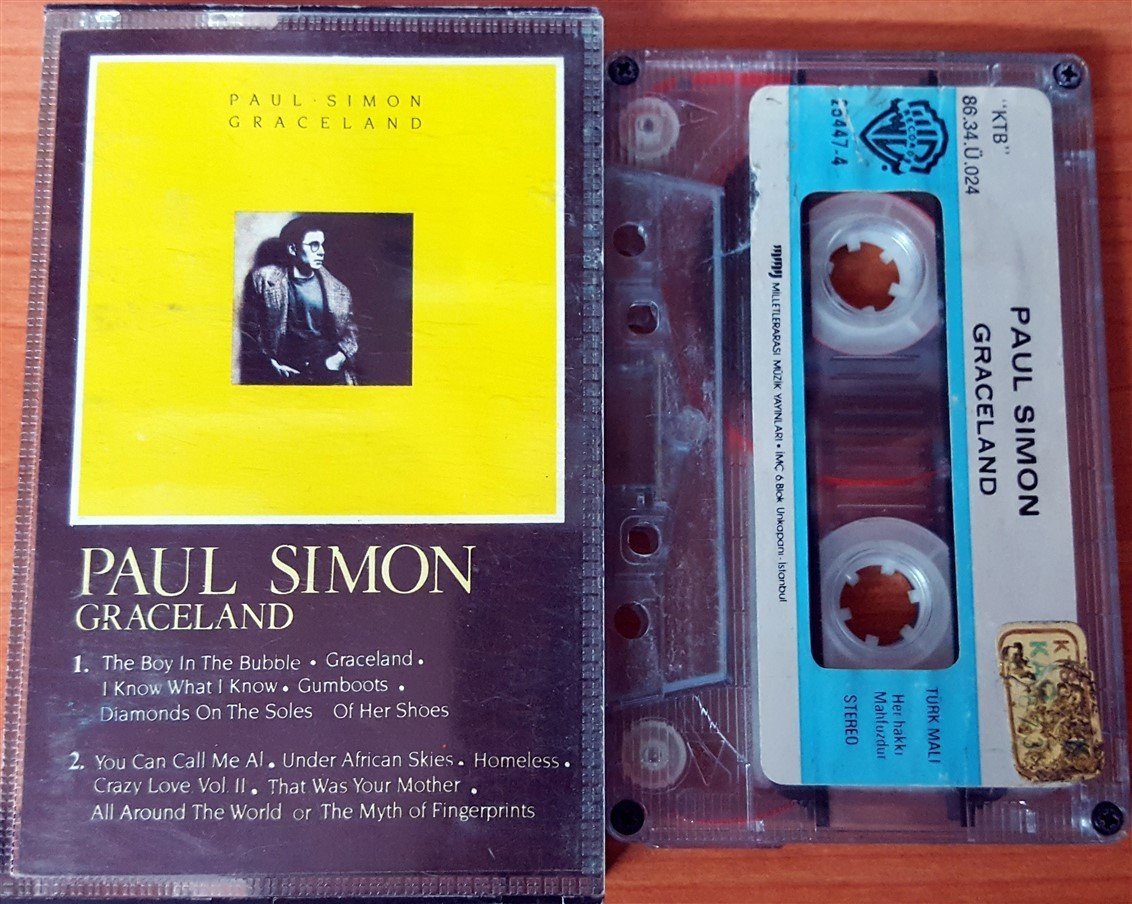 PAUL · SIMON
GRACELAND
PAUL SIMON
GRACELAND
1. The Boy In The Bubble • Graceland •
I Know What I Know • Gumboots •
Diamonds On The Soles Of Her Shoes
2. You Can Call Me Al • Under African Skies • Homeless •
Crazy Love Vol. II • That Was Your Mother •
All Around The World or The Myth of Fingerprints
"KTB"
86.34.Ü.024
RECORDS
25447-4
PAUL SIMON
GRACELAND
MİLLETLERARASI MÜZİK YAYINLARI • İMÇ 6.Blok Unkapanı - İstanbul
TÜRK MALI
Her hakkı
Mahfuzdur
STEREO